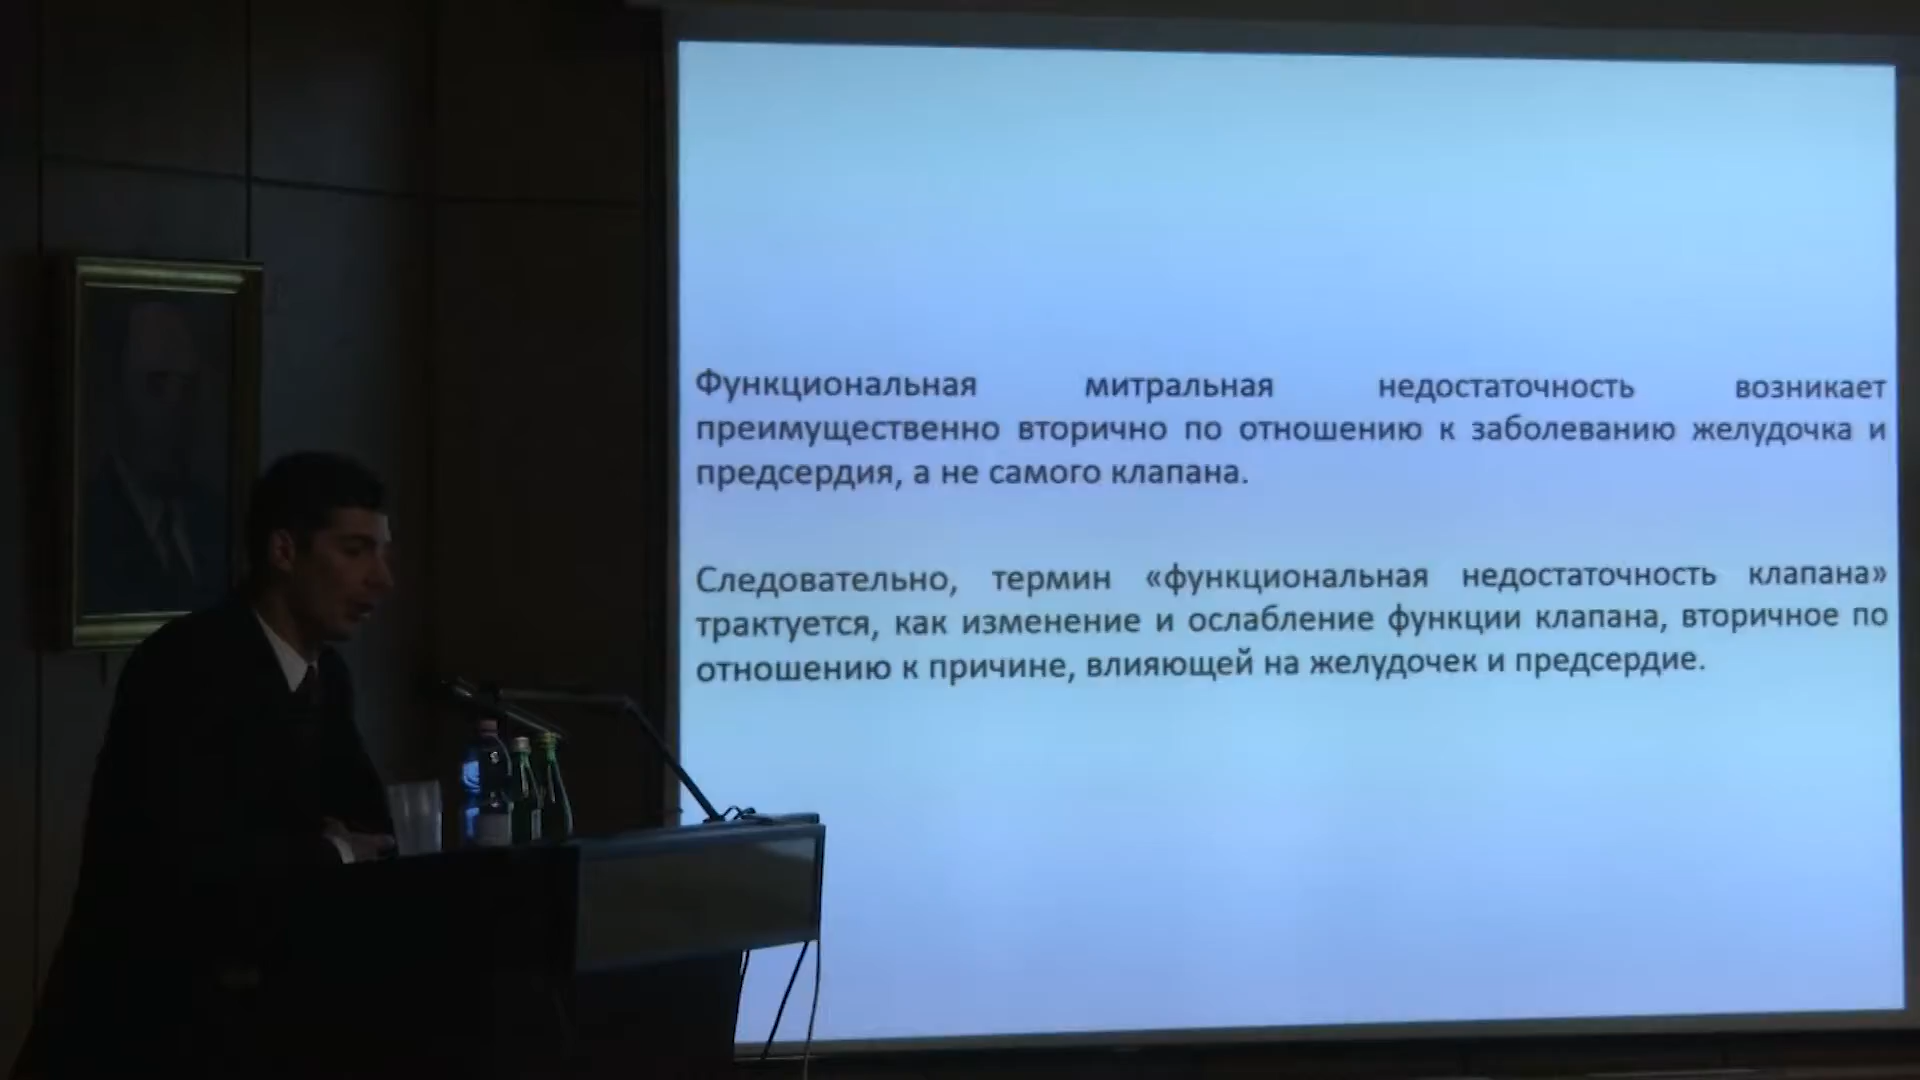 Функциональная митральная недостаточность возникает
преимущественно вторично по отношению к заболеванию желудочка и
предсердия, а не самого клапана.
Следовательно, термин «функциональная недостаточность клапана»
трактуется, как изменение и ослабление функции клапана, вторичное по
отношению к причине, влияющей на желудочек и предсердие.